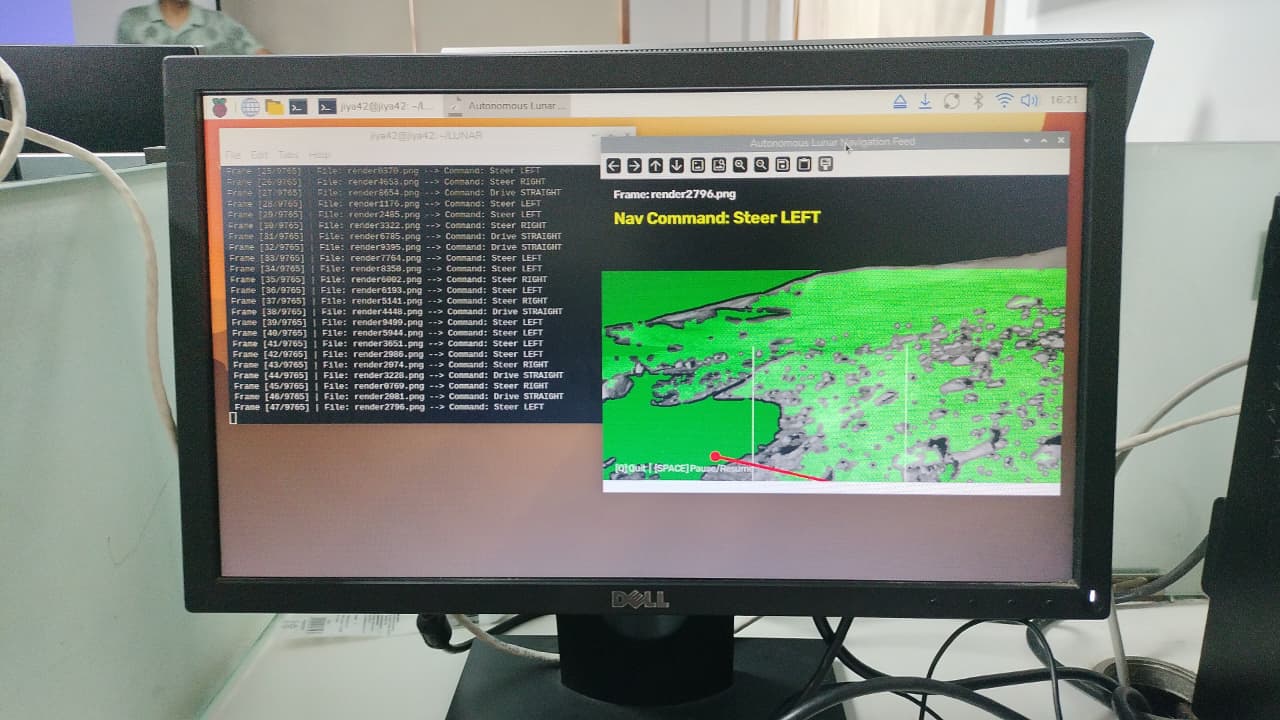 jiya42@jiya42: ~/L...
Autonomous Lunar ...
16:21
jiya42@jiya42: ~/LUNAR
File Edit Tabs Help
Frame [25/9765] | File: render0370.png --> Command: Steer LEFT
Frame [26/9765] | File: render4653.png --> Command: Steer RIGHT
Frame [27/9765] | File: render8654.png --> Command: Drive STRAIGHT
Frame [28/9765] | File: render1176.png --> Command: Steer LEFT
Frame [29/9765] | File: render2485.png --> Command: Steer LEFT
Frame [30/9765] | File: render3322.png --> Command: Steer RIGHT
Frame [31/9765] | File: render6785.png --> Command: Drive STRAIGHT
Frame [32/9765] | File: render9395.png --> Command: Drive STRAIGHT
Frame [33/9765] | File: render7764.png --> Command: Steer LEFT
Frame [34/9765] | File: render8350.png --> Command: Steer LEFT
Frame [35/9765] | File: render6002.png --> Command: Steer RIGHT
Frame [36/9765] | File: render6193.png --> Command: Steer LEFT
Frame [37/9765] | File: render5141.png --> Command: Steer RIGHT
Frame [38/9765] | File: render4448.png --> Command: Drive STRAIGHT
Frame [39/9765] | File: render9499.png --> Command: Steer LEFT
Frame [40/9765] | File: render5944.png --> Command: Steer LEFT
Frame [41/9765] | File: render3651.png --> Command: Steer LEFT
Frame [42/9765] | File: render2986.png --> Command: Steer LEFT
Frame [43/9765] | File: render2074.png --> Command: Steer RIGHT
Frame [44/9765] | File: render3228.png --> Command: Drive STRAIGHT
Frame [45/9765] | File: render0769.png --> Command: Steer RIGHT
Frame [46/9765] | File: render2081.png --> Command: Drive STRAIGHT
Frame [47/9765] | File: render2796.png --> Command: Steer LEFT
Autonomous Lunar Navigation Feed
Frame: render2796.png
Nav Command: Steer LEFT
[Q] Quit | [SPACE] Pause/Resume
DELL